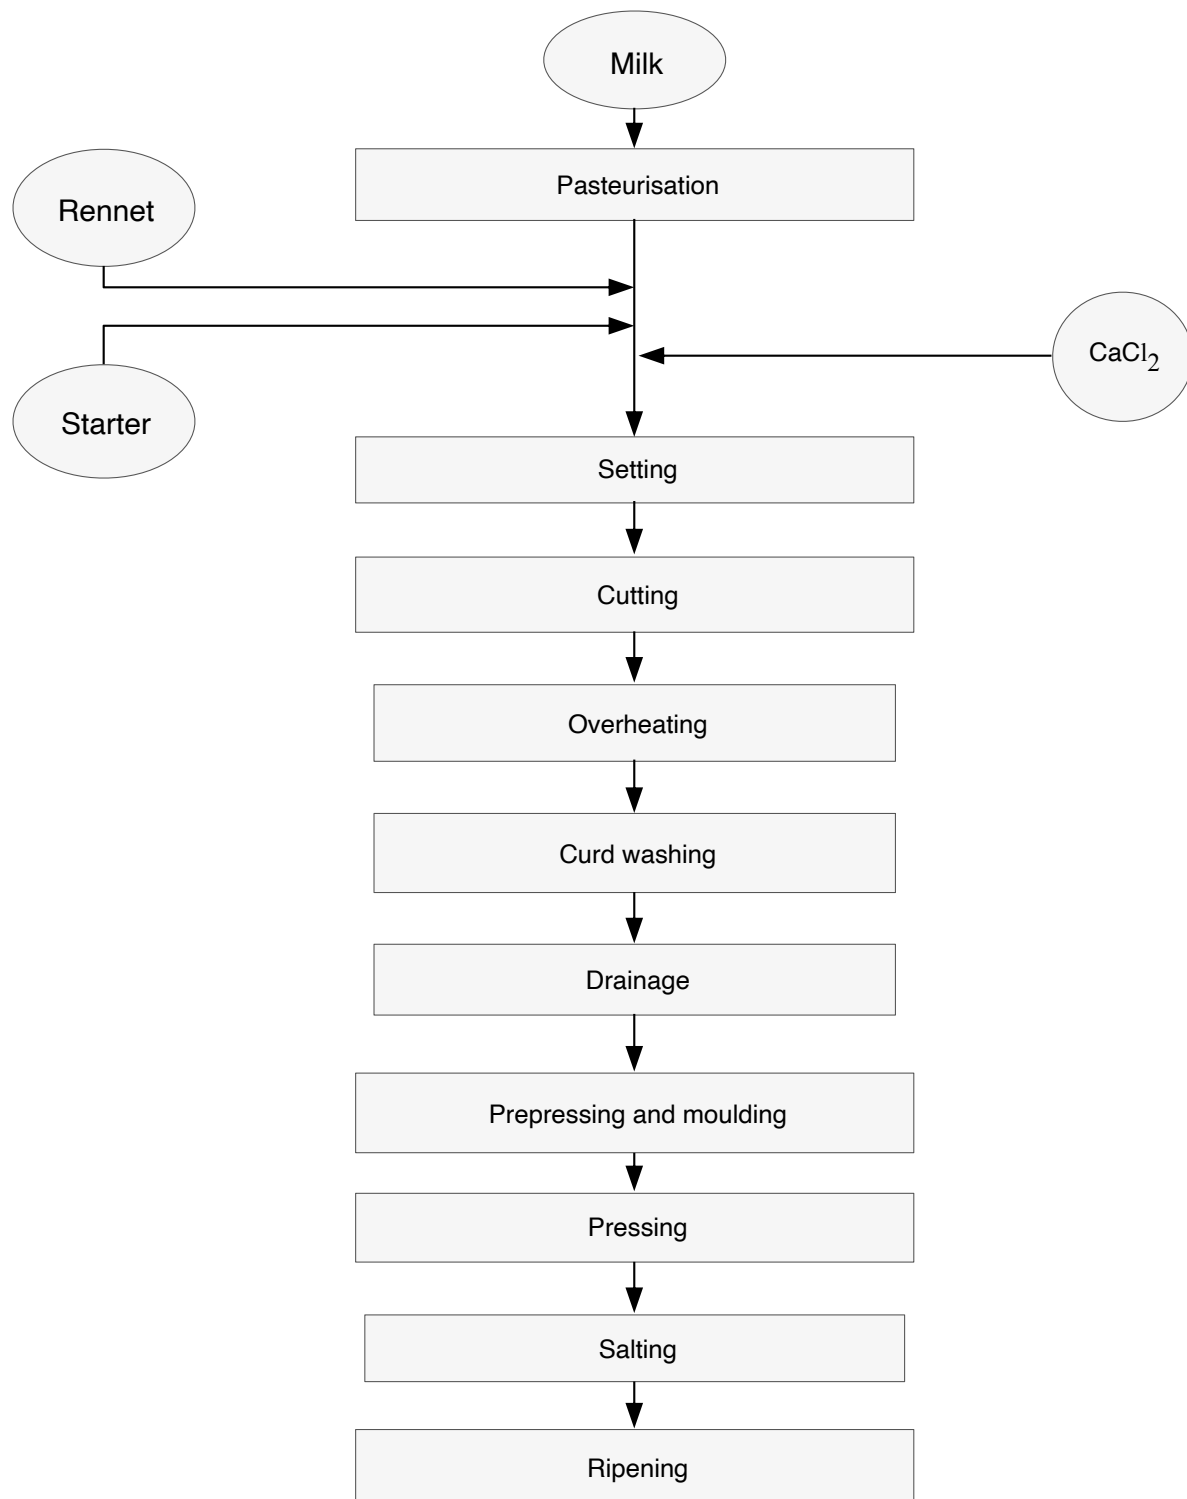 Milk
Pasteurisation
Rennet
Starter
CaCl2
Setting
Cutting
Overheating
Curd washing
Drainage
Prepressing and moulding
Pressing
Salting
Ripening